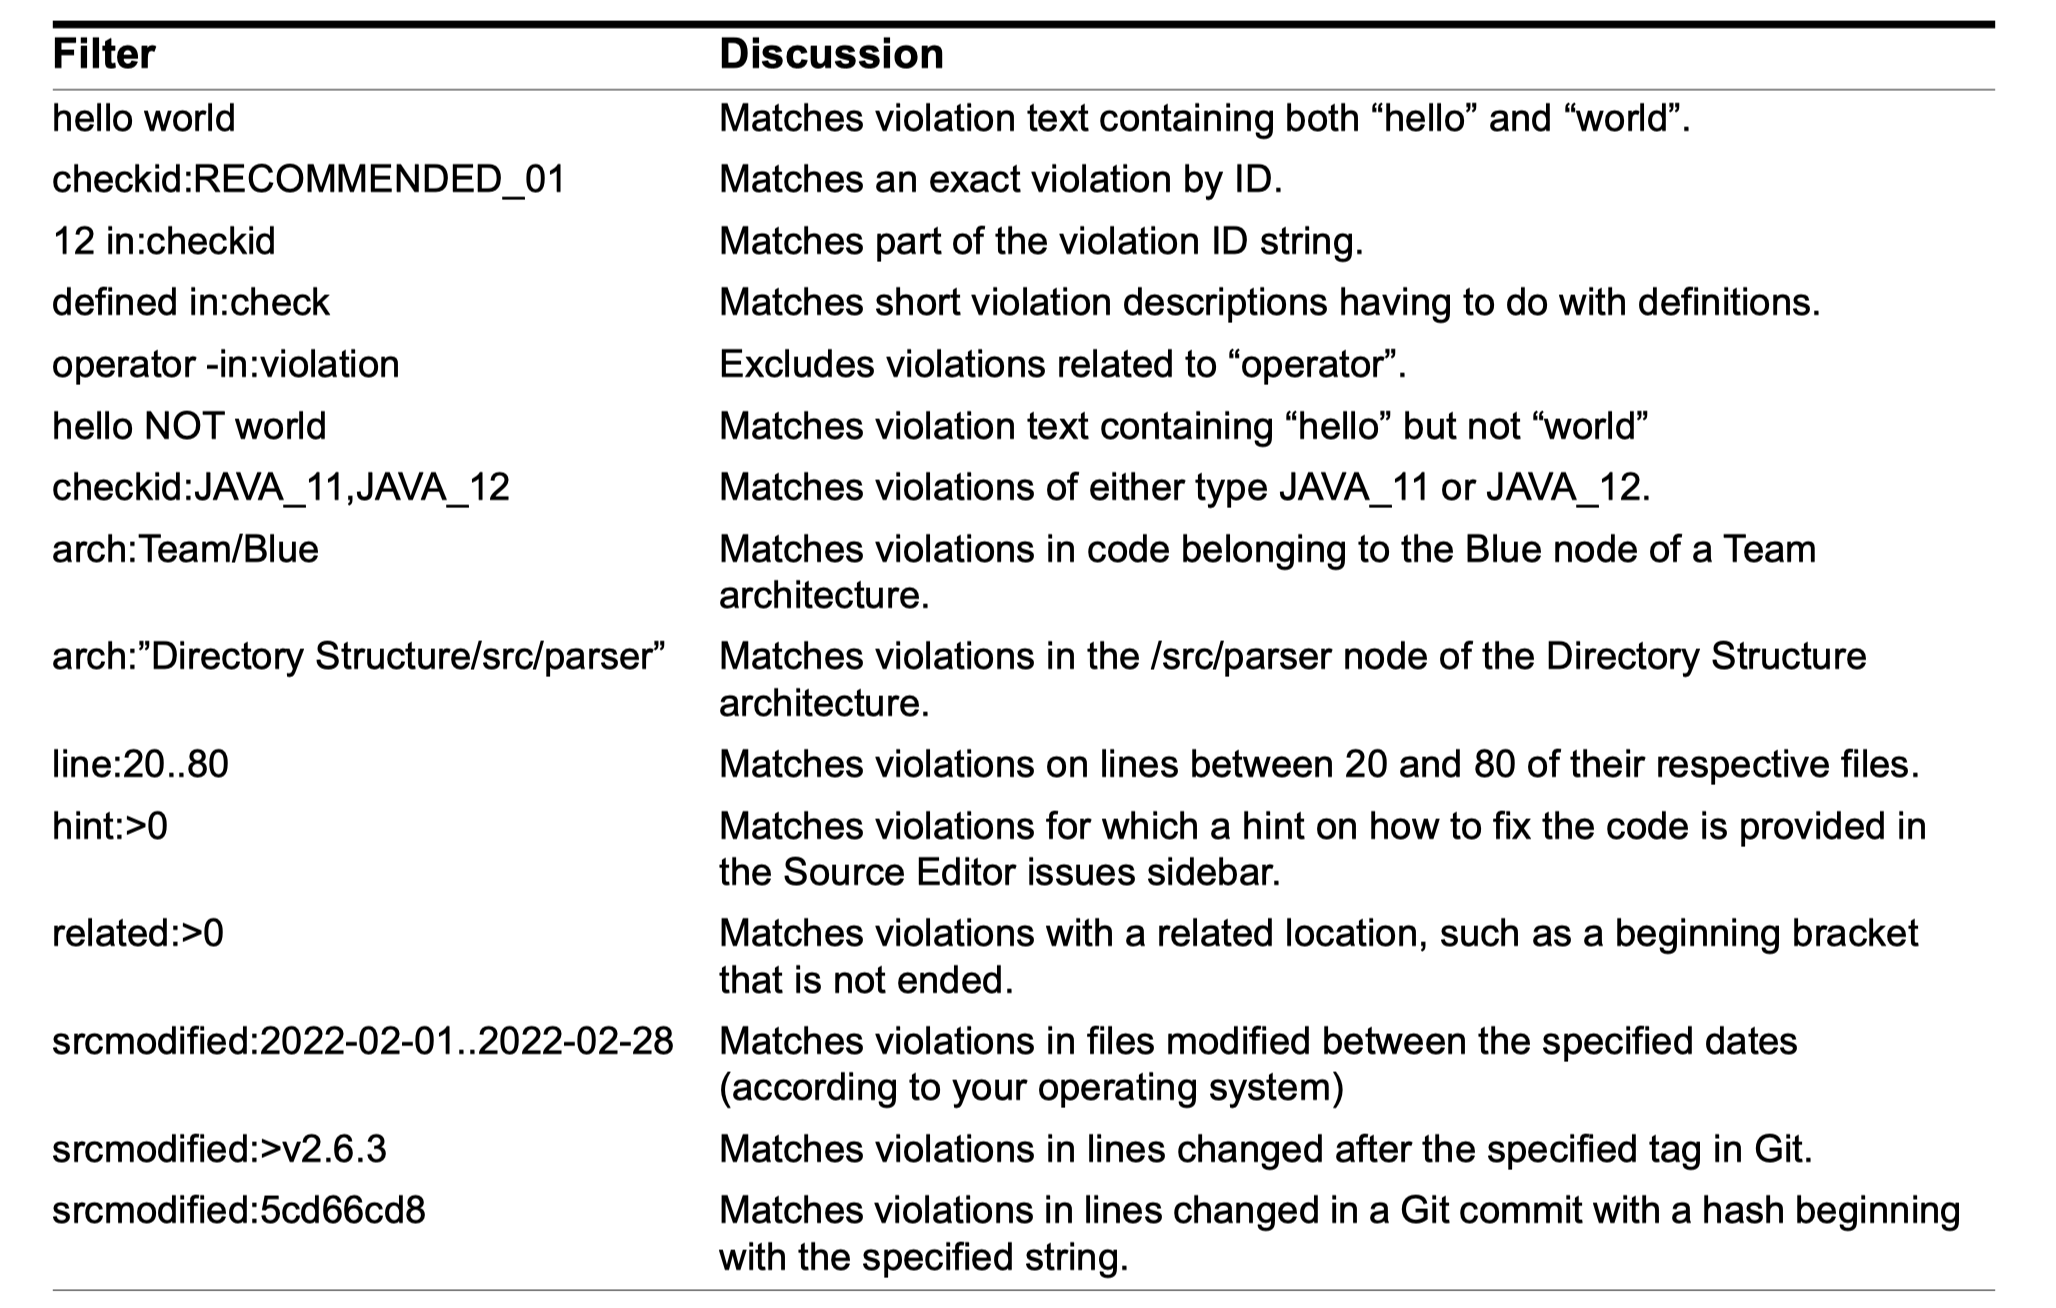 Filter Discussion
hello world Matches violation text containing both “hello” and “world”.
checkid:RECOMMENDED_01 Matches an exact violation by ID.
12 in:checkid Matches part of the violation ID string.
defined in:check Matches short violation descriptions having to do with definitions.
operator -in:violation Excludes violations related to “operator”.
hello NOT world Matches violation text containing “hello” but not “world”
checkid:JAVA_11,JAVA_12 Matches violations of either type JAVA_11 or JAVA_12.
arch:Team/Blue Matches violations in code belonging to the Blue node of a Team
architecture.
arch:”Directory Structure/src/parser” Matches violations in the /src/parser node of the Directory Structure
architecture.
line:20..80 Matches violations on lines between 20 and 80 of their respective files.
hint:>0 Matches violations for which a hint on how to fix the code is provided in
the Source Editor issues sidebar.
related:>0 Matches violations with a related location, such as a beginning bracket
that is not ended.
srcmodified:2022-02-01..2022-02-28 Matches violations in files modified between the specified dates
(according to your operating system)
srcmodified:>v2.6.3 Matches violations in lines changed after the specified tag in Git.
srcmodified:5cd66cd8 Matches violations in lines changed in a Git commit with a hash beginning
with the specified string.